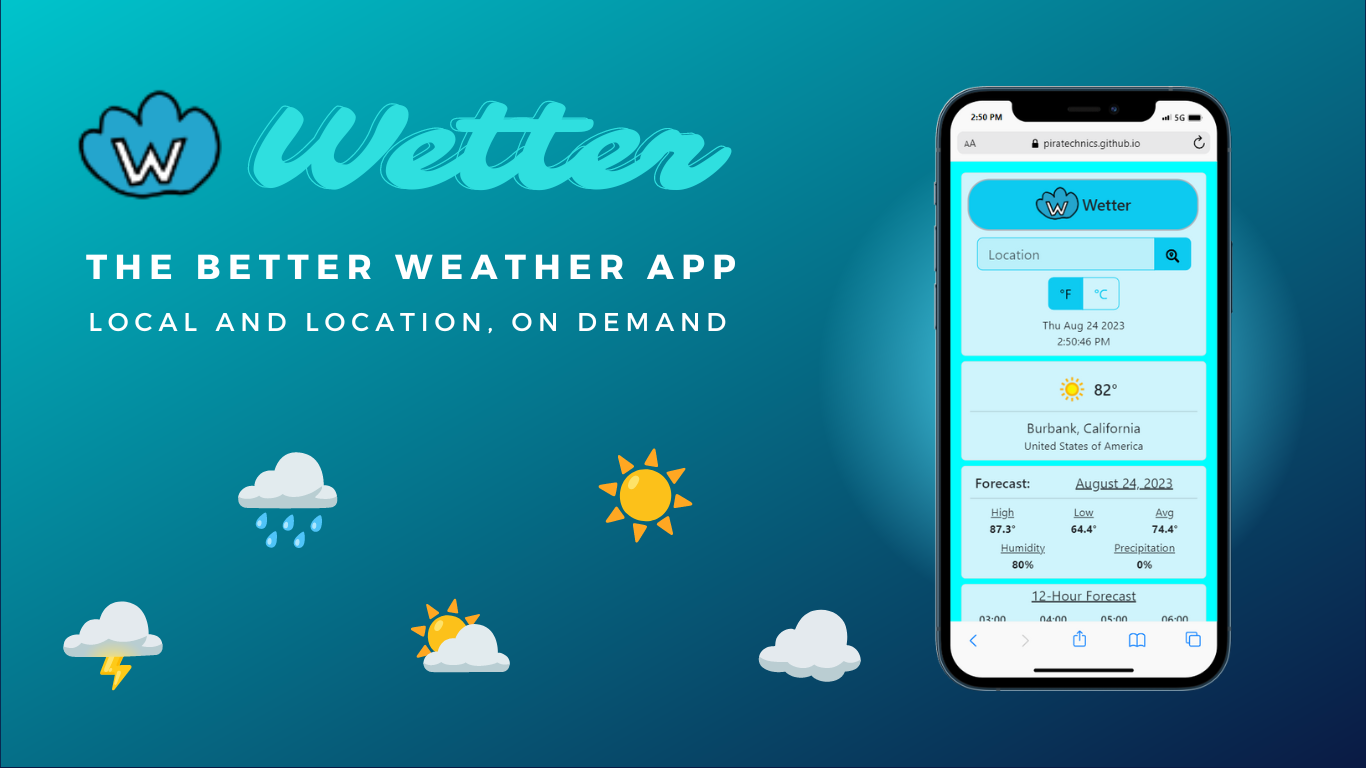 W Wetter
THE BETTER WEATHER APP
LOCAL AND LOCATION, ON DEMAND
2:50 PM 5G
AA piratechnics.github.io
W Wetter
Location
°F °C
Thu Aug 24 2023
2:50:46 PM
82°
Burbank, California
United States of America
Forecast: August 24, 2023
High Low Avg
87.3° 64.4° 74.4°
Humidity Precipitation
80% 0%
12-Hour Forecast
03:00 04:00 05:00 06:00